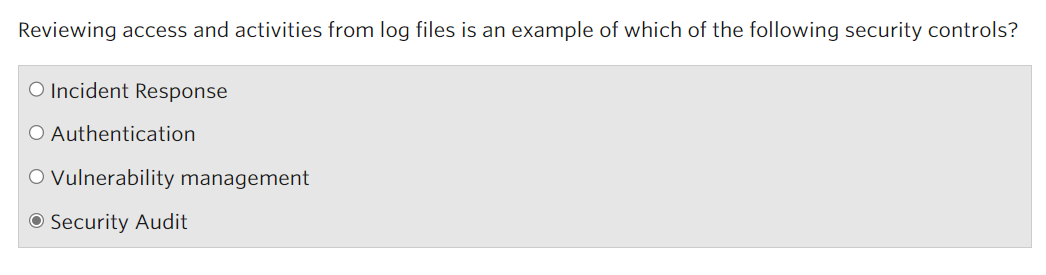 Reviewing access and activities from log files is an example of which of the following security controls?
Incident Response
Authentication
Vulnerability management
Security Audit